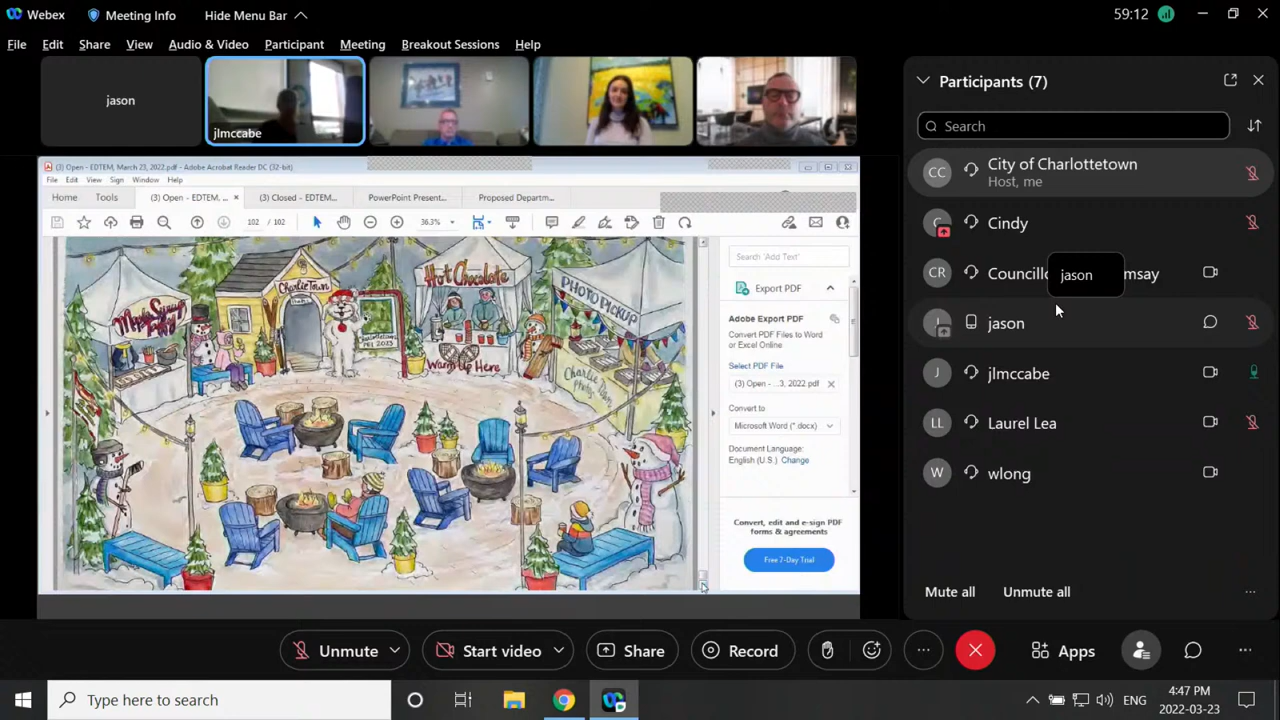 Webex
Meeting Info
Hide Menu Bar
59:12
File Edit Share View Audio & Video Participant Meeting Breakout Sessions Help
jason
jlmccabe
Participants (7)
Search
City of Charlottetown
Host, me
Cindy
Councillo
msay
jason
jason
jlmccabe
Laurel Lea
wlong
Mute all
Unmute all
(3) Open - EDTEM, March 23, 2022.pdf - Adobe Acrobat Reader DC (32-bit)
File Edit View Sign Window Help
Home Tools (3) Open - EDTEM, ... × (3) Closed - EDTEM... PowerPoint Present... Proposed Departm...
102 / 102
36.3%
CharlieTown
Hot Chocolate
PHOTO PICKUP
Warm Up Here
Search 'Add Text'
Export PDF
Adobe Export PDF
Convert PDF Files to Word
or Excel Online
Select PDF File
(3) Open - ...3, 2022.pdf
Convert to
Microsoft Word (*.docx)
Document Language:
English (U.S.) Change
Convert, edit and e-sign PDF
forms & agreements
Free 7-Day Trial
Unmute
Start video
Share
Record
Apps
Type here to search
ENG
4:47 PM
2022-03-23